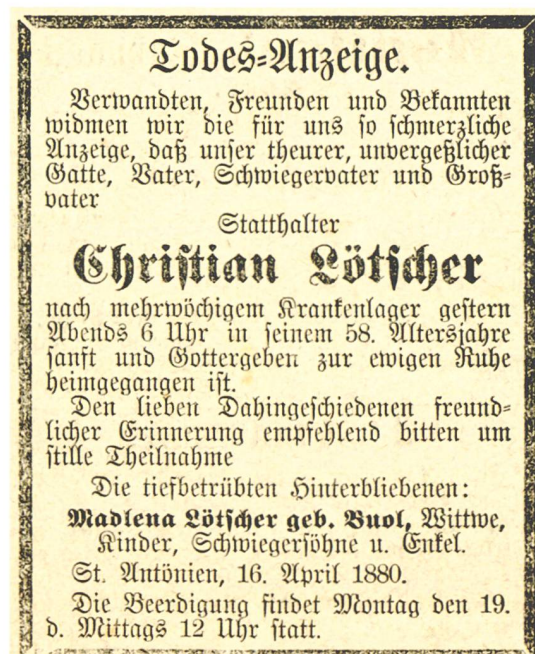 Todes-Anzeige.
Verwandten, Freunden und Bekannten
widmen wir die für uns so schmerzliche
Anzeige, daß unser theurer, unvergeßlicher
Gatte, Vater, Schwiegervater und Groß-
vater
Statthalter
Christian Lötscher
nach mehrwöchigem Krankenlager gestern
Abends 6 Uhr in seinem 58. Altersjahre
sanft und Gottergeben zur ewigen Ruhe
heimgegangen ist.
Den lieben Dahingeschiedenen freund-
licher Erinnerung empfehlend bitten um
stille Theilnahme
Die tiefbetrübten Hinterbliebenen:
Madlena Lötscher geb. Buol, Wittwe,
Kinder, Schwiegersöhne u. Enkel.
St. Antönien, 16. April 1880.
Die Beerdigung findet Montag den 19.
d. Mittags 12 Uhr statt.